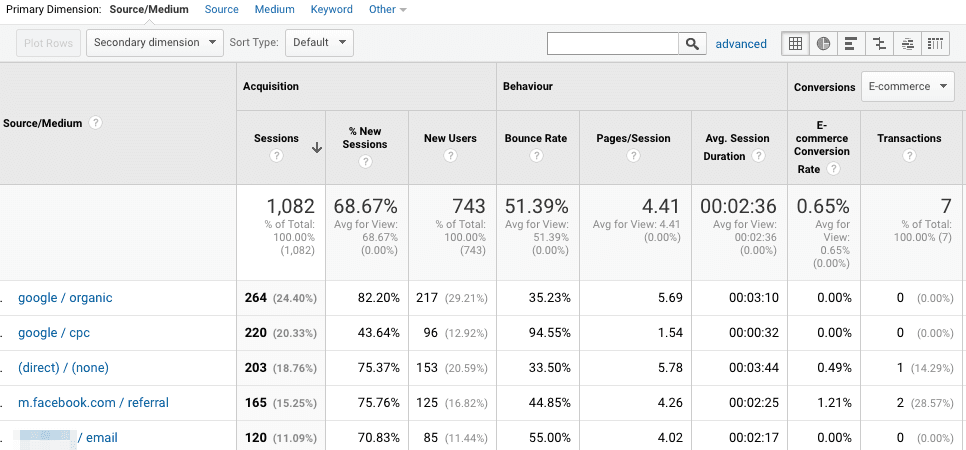 Primary Dimension: Source/Medium Source Medium Keyword Other
Plot Rows Secondary dimension Sort Type: Default advanced
Acquisition Behaviour Conversions E-commerce
Source/Medium ?
Sessions ? % New Sessions ? New Users ? Bounce Rate ? Pages/Session ? Avg. Session Duration ? E-commerce Conversion Rate ? Transactions ?
1,082 68.67% 743 51.39% 4.41 00:02:36 0.65% 7
% of Total: 100.00% (1,082) Avg for View: 68.67% (0.00%) % of Total: 100.00% (743) Avg for View: 51.39% (0.00%) Avg for View: 4.41 (0.00%) Avg for View: 00:02:36 (0.00%) Avg for View: 0.65% (0.00%) % of Total: 100.00% (7)
. google / organic 264 (24.40%) 82.20% 217 (29.21%) 35.23% 5.69 00:03:10 0.00% 0 (0.00%)
. google / cpc 220 (20.33%) 43.64% 96 (12.92%) 94.55% 1.54 00:00:32 0.00% 0 (0.00%)
. (direct) / (none) 203 (18.76%) 75.37% 153 (20.59%) 33.50% 5.78 00:03:44 0.49% 1 (14.29%)
. m.facebook.com / referral 165 (15.25%) 75.76% 125 (16.82%) 44.85% 4.26 00:02:25 1.21% 2 (28.57%)
. / email 120 (11.09%) 70.83% 85 (11.44%) 55.00% 4.02 00:02:17 0.00% 0 (0.00%)